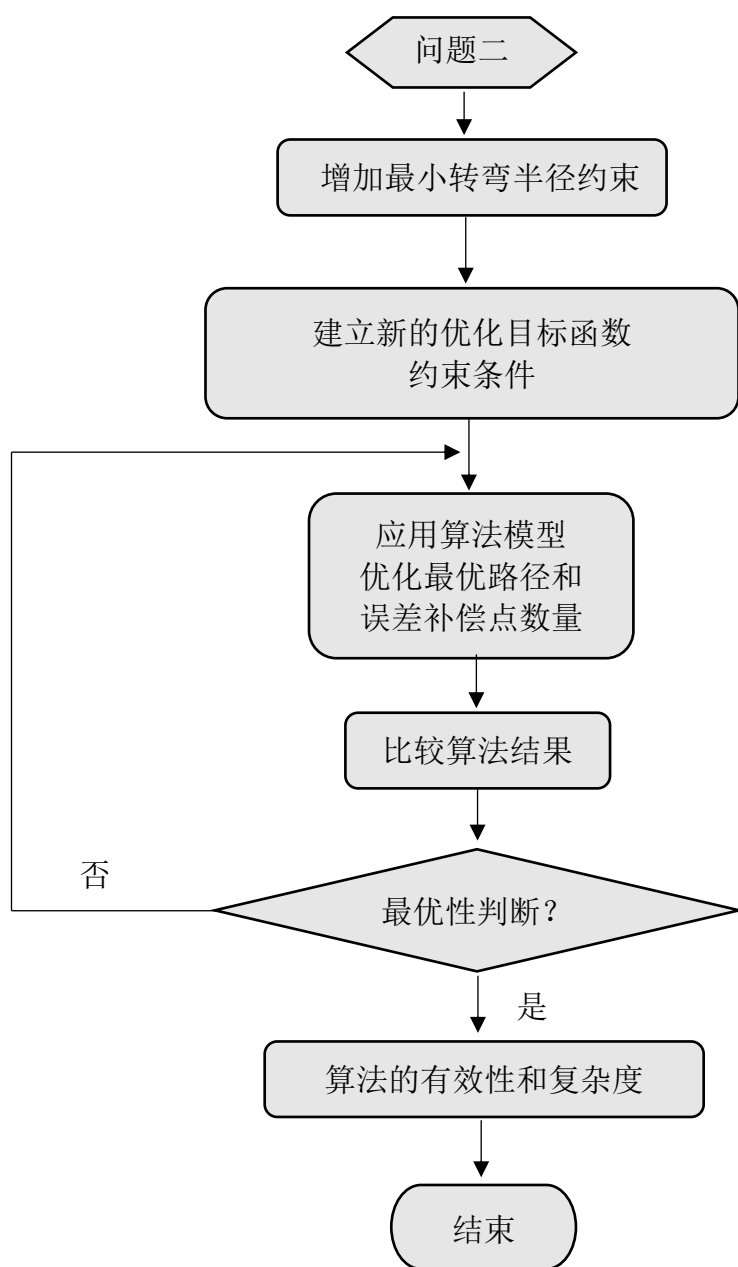 问题二
增加最小转弯半径约束
建立新的优化目标函数
约束条件
应用算法模型
优化最优路径和
误差补偿点数量
比较算法结果
否
最优性判断？
是
算法的有效性和复杂度
结束